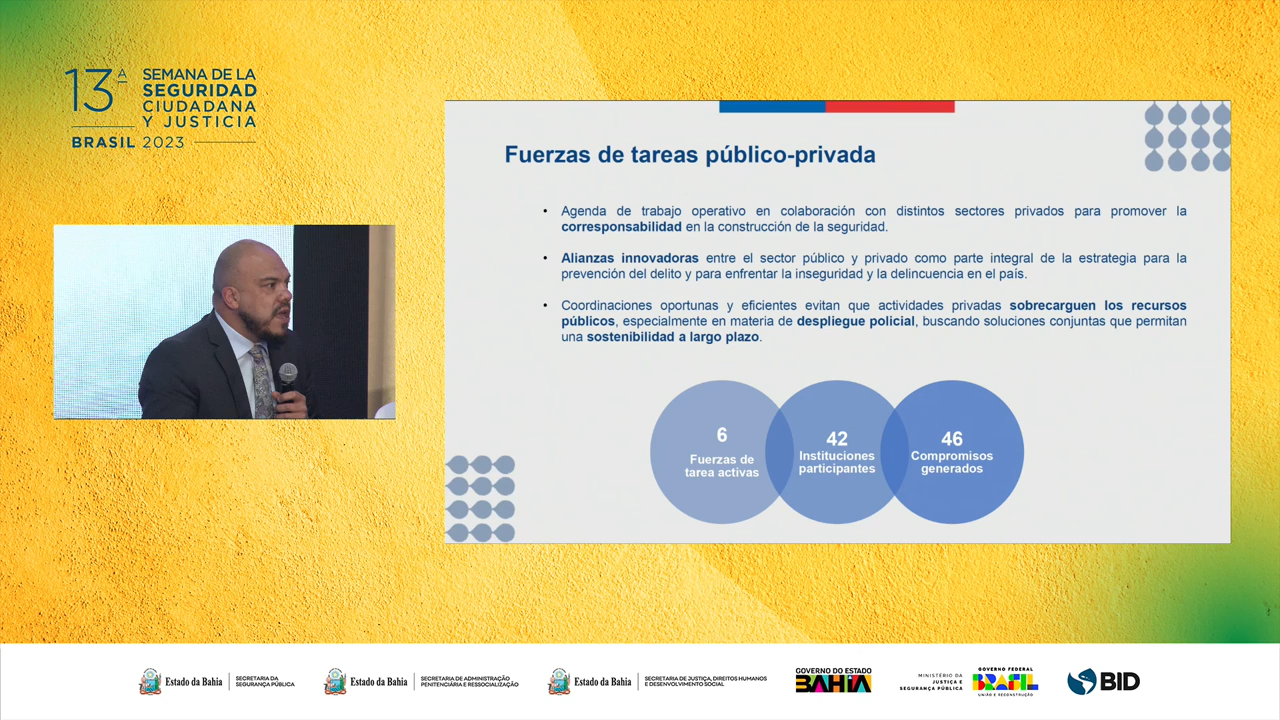 13ª
SEMANA DE LA
SEGURIDAD
CIUDADANA
Y JUSTICIA
BRASIL 2023
Fuerzas de tareas público-privada
• Agenda de trabajo operativo en colaboración con distintos sectores privados para promover la
corresponsabilidad en la construcción de la seguridad.
• Alianzas innovadoras entre el sector público y privado como parte integral de la estrategia para la
prevención del delito y para enfrentar la inseguridad y la delincuencia en el país.
• Coordinaciones oportunas y eficientes evitan que actividades privadas sobrecarguen los recursos
públicos, especialmente en materia de despliegue policial, buscando soluciones conjuntas que permitan
una sostenibilidad a largo plazo.
6
Fuerzas de
tarea activas
42
Instituciones
participantes
46
Compromisos
generados
Estado da Bahia
SECRETARIA DA
SEGURANÇA PÚBLICA
Estado da Bahia
SECRETARIA DE ADMINISTRAÇÃO
PENITENCIÁRIA E RESSOCIALIZAÇÃO
Estado da Bahia
SECRETARIA DE JUSTIÇA, DIREITOS HUMANOS
E DESENVOLVIMENTO SOCIAL
GOVERNO DO ESTADO
BAHIA
MINISTÉRIO DA
JUSTIÇA E
SEGURANÇA PÚBLICA
GOVERNO FEDERAL
BRASIL
UNIÃO E RECONSTRUÇÃO
BID